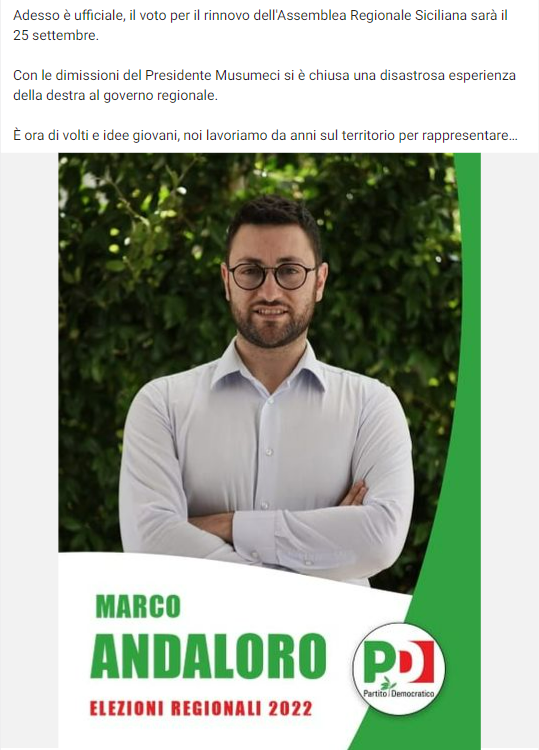 Adesso è ufficiale, il voto per il rinnovo dell'Assemblea Regionale Siciliana sarà il
25 settembre.
Con le dimissioni del Presidente Musumeci si è chiusa una disastrosa esperienza
della destra al governo regionale.
È ora di volti e idee giovani, noi lavoriamo da anni sul territorio per rappresentare...
MARCO
ANDALORO
ELEZIONI REGIONALI 2022
PD
Partito Democratico